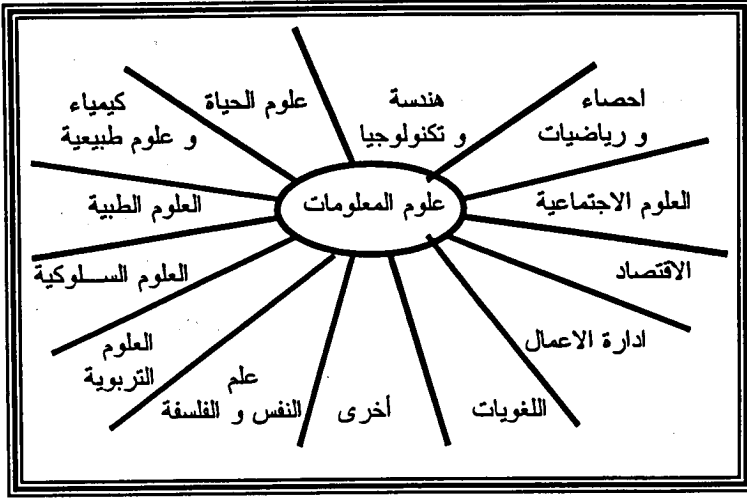 احصاء
و رياضيات
هندسة
و تكنولوجيا
علوم الحياة
كيمياء
و علوم طبيعية
علوم المعلومات
العلوم الاجتماعية
العلوم الطبية
الاقتصاد
العلوم السلوكية
ادارة الاعمال
العلوم
التربوية
اللغويات
أخرى
علم
النفس و الفلسفة